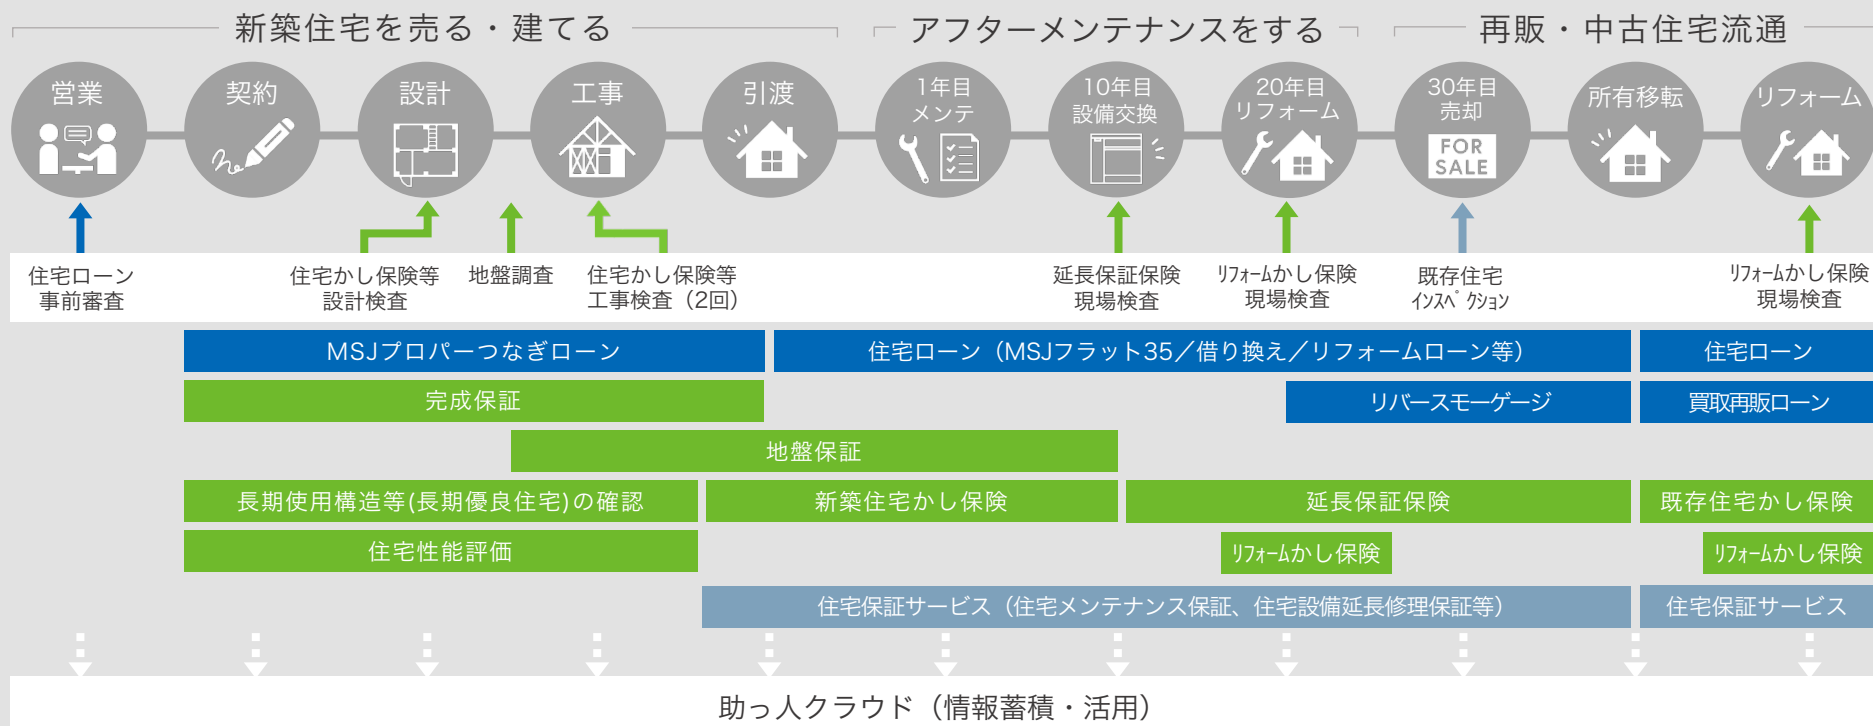 新築住宅を売る・建てる
アフターメンテナンスをする
再販・中古住宅流通
営業
契約
設計
工事
引渡
1年目
メンテ
10年目
設備交換
20年目
リフォーム
30年目
売却
FOR
SALE
所有移転
リフォーム
住宅ローン
事前審査
住宅かし保険等
設計検査
地盤調査
住宅かし保険等
工事検査（2回）
延長保証保険
現場検査
リフォームかし保険
現場検査
既存住宅
インスペクション
リフォームかし保険
現場検査
MSJプロパーつなぎローン
住宅ローン（MSJフラット35／借り換え／リフォームローン等）
住宅ローン
完成保証
リバースモーゲージ
買取再販ローン
地盤保証
長期使用構造等(長期優良住宅)の確認
新築住宅かし保険
延長保証保険
既存住宅かし保険
住宅性能評価
リフォームかし保険
リフォームかし保険
住宅保証サービス（住宅メンテナンス保証、住宅設備延長修理保証等）
住宅保証サービス
助っ人クラウド（情報蓄積・活用）